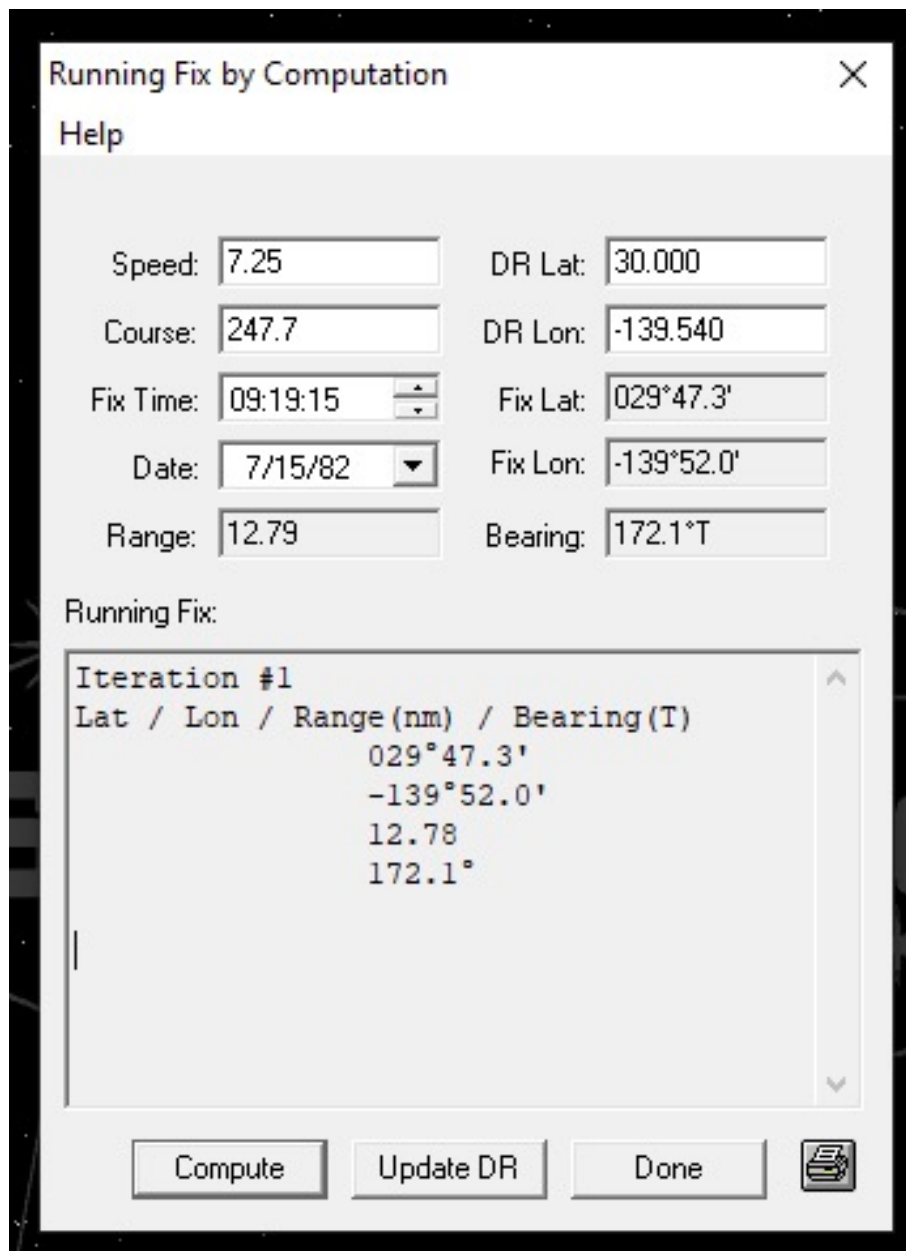 Running Fix by Computation
Help
Speed: 7.25 DR Lat: 30.000
Course: 247.7 DR Lon: -139.540
Fix Time: 09:19:15 Fix Lat: 029°47.3'
Date: 7/15/82 Fix Lon: -139°52.0'
Range: 12.79 Bearing: 172.1°T
Running Fix:
Iteration #1
Lat / Lon / Range(nm) / Bearing(T)
029°47.3'
-139°52.0'
12.78
172.1°
Compute Update DR Done